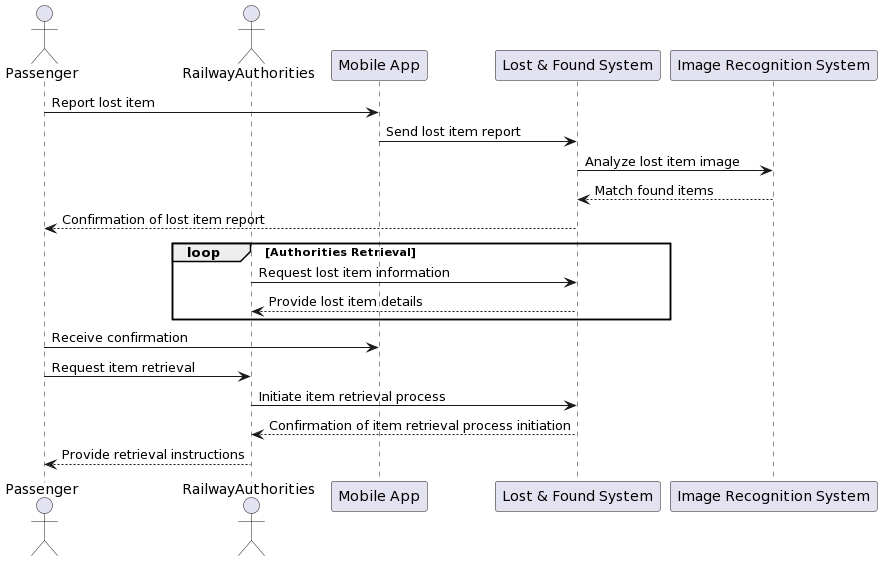 Passenger
RailwayAuthorities
Mobile App
Lost & Found System
Image Recognition System
Report lost item
Send lost item report
Analyze lost item image
Match found items
Confirmation of lost item report
loop [Authorities Retrieval]
Request lost item information
Provide lost item details
Receive confirmation
Request item retrieval
Initiate item retrieval process
Confirmation of item retrieval process initiation
Provide retrieval instructions
Passenger
RailwayAuthorities
Mobile App
Lost & Found System
Image Recognition System